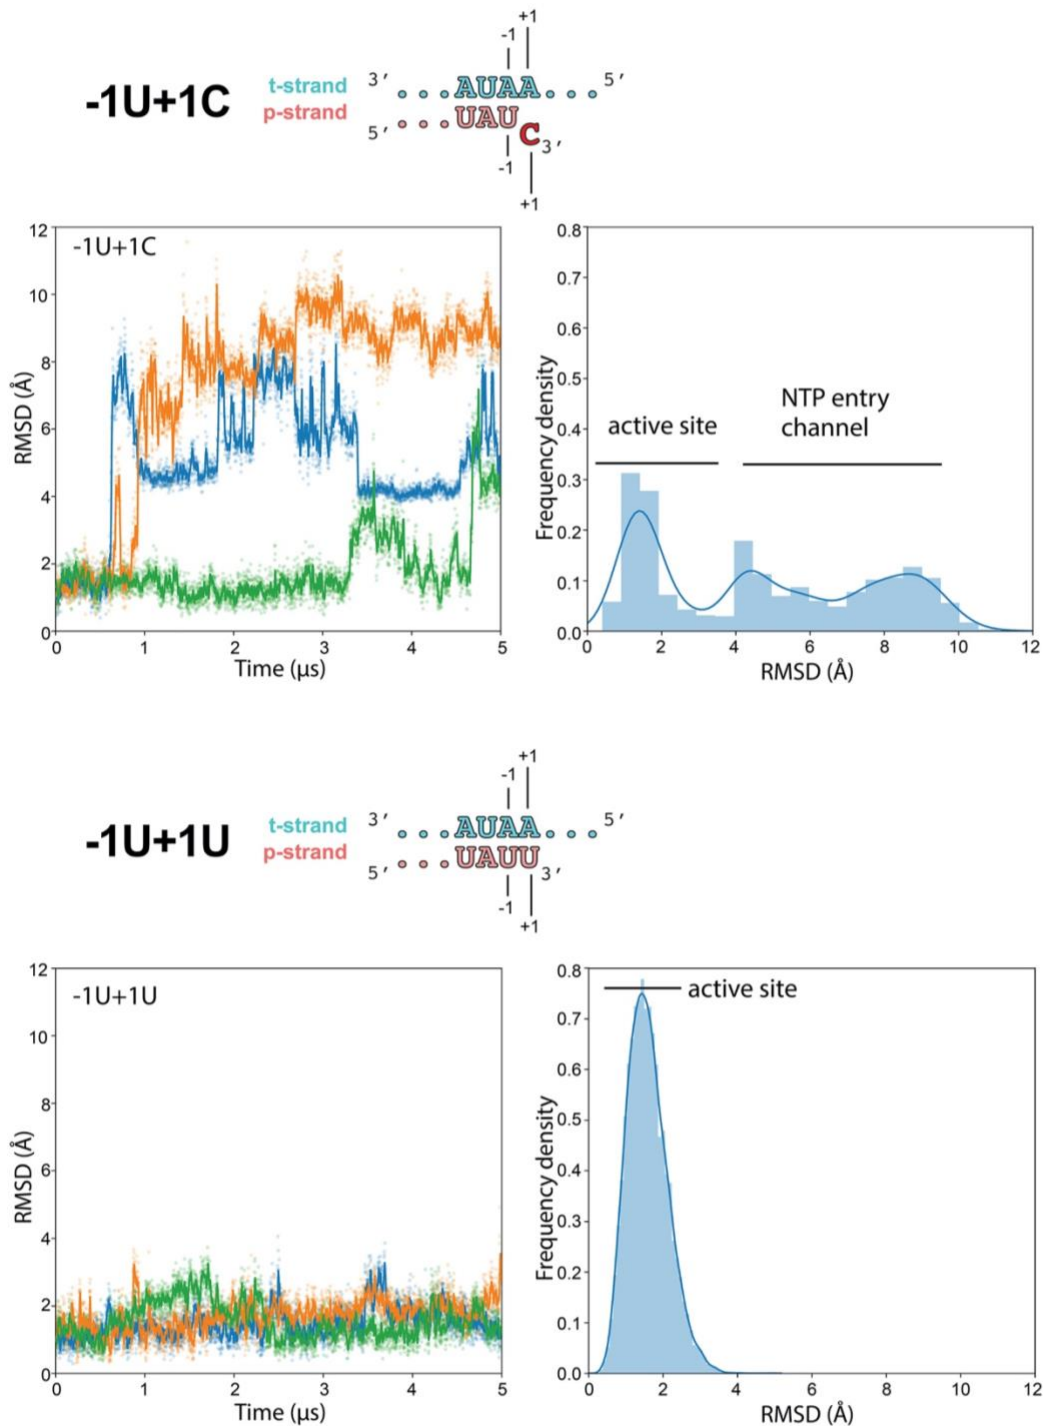 +1
-1
-1U+1C
t-strand 3′ AUAA 5′
p-strand 5′ UAU C 3′
-1
+1
-1U+1C
12
10
8
6
4
2
0
RMSD (Å)
0 1 2 3 4 5
Time (µs)
0.8
0.7
0.6
0.5
0.4
0.3
0.2
0.1
0.0
Frequency density
active site
NTP entry
channel
0 2 4 6 8 10 12
RMSD (Å)
+1
-1
-1U+1U
t-strand 3′ AUAA 5′
p-strand 5′ UAUU 3′
-1
+1
-1U+1U
12
10
8
6
4
2
0
RMSD (Å)
0 1 2 3 4 5
Time (µs)
0.8
0.7
0.6
0.5
0.4
0.3
0.2
0.1
0.0
Frequency density
active site
0 2 4 6 8 10 12
RMSD (Å)